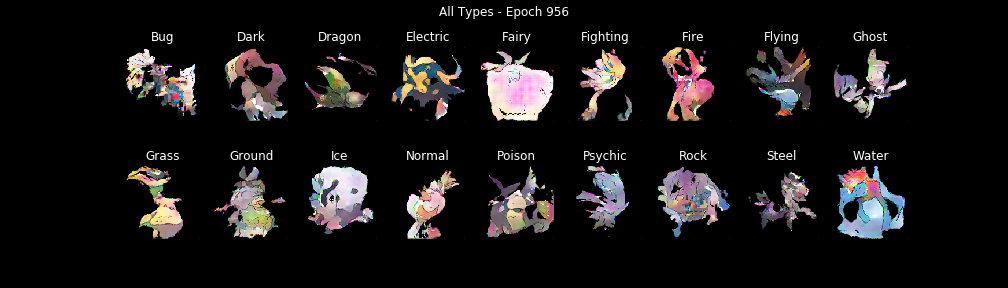 All Types - Epoch 956
Bug Dark Dragon Electric Fairy Fighting Fire Flying Ghost
Grass Ground Ice Normal Poison Psychic Rock Steel Water